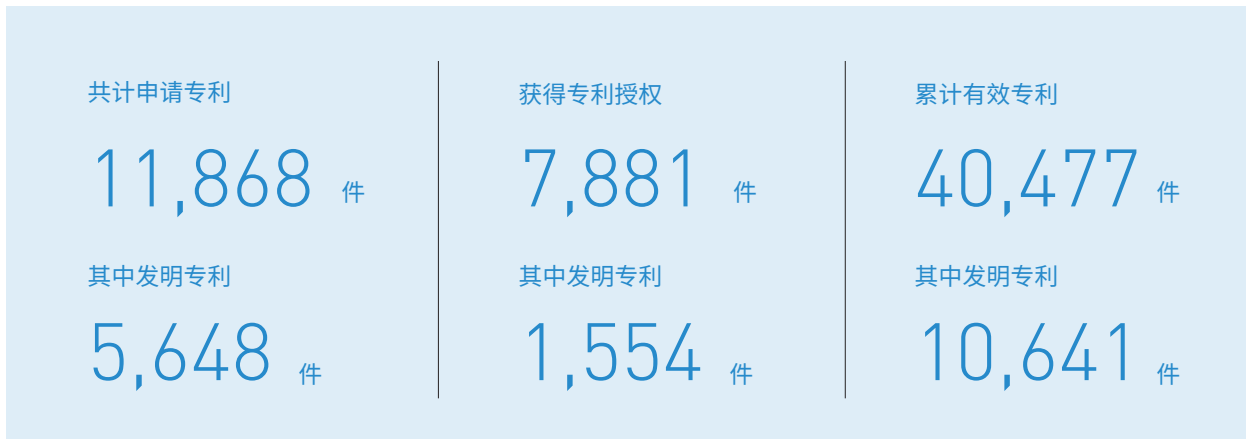 共计申请专利
11,868 件
其中发明专利
5,648 件
获得专利授权
7,881 件
其中发明专利
1,554 件
累计有效专利
40,477 件
其中发明专利
10,641 件